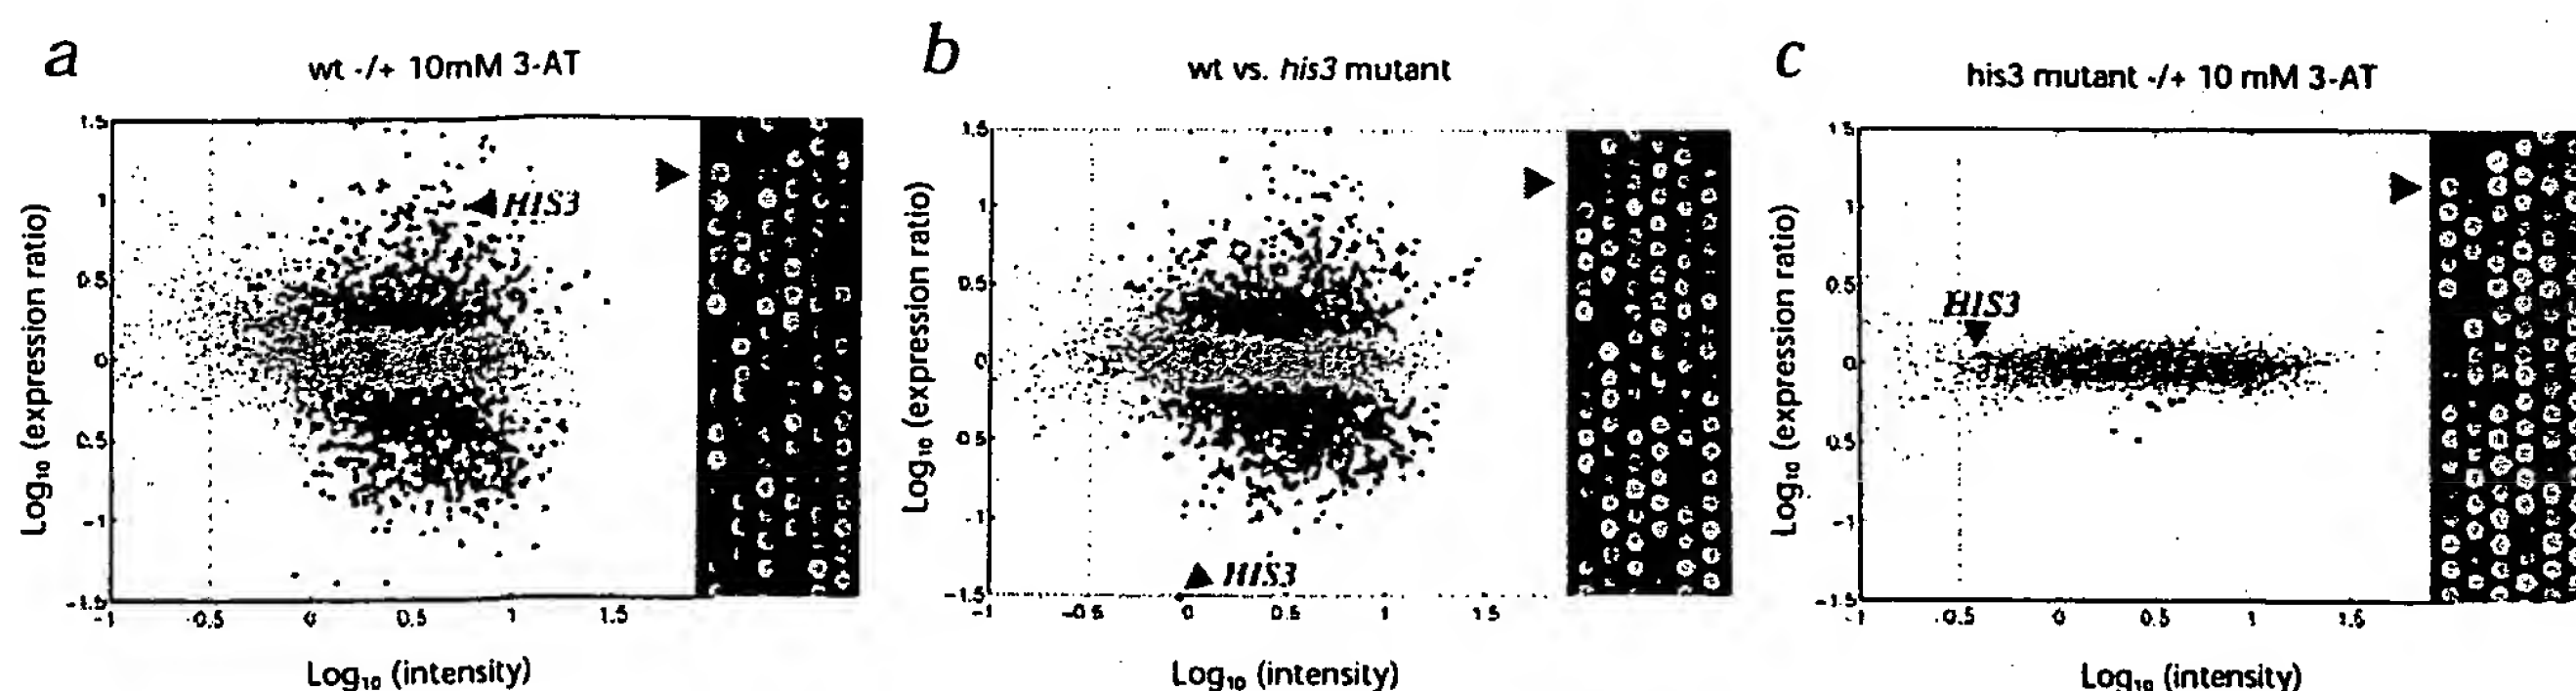 a
wt -/+ 10mM 3-AT
Log₁₀ (expression ratio)
1.5
1
0.5
0
0.5
-1
-1.5
HIS3
-1
-0.5
0
0.5
1
1.5
Log₁₀ (intensity)
b
wt vs. his3 mutant
Log₁₀ (expression ratio)
1.5
1
0.5
0
0.5
-1
-1.5
HIS3
-1
-0.5
0
0.5
1
1.5
Log₁₀ (intensity)
c
his3 mutant -/+ 10 mM 3-AT
Log₁₀ (expression ratio)
1.5
1
0.5
0
0.5
-1
-1.5
HIS3
-1
-0.5
0
0.5
1
1.5
Log₁₀ (intensity)